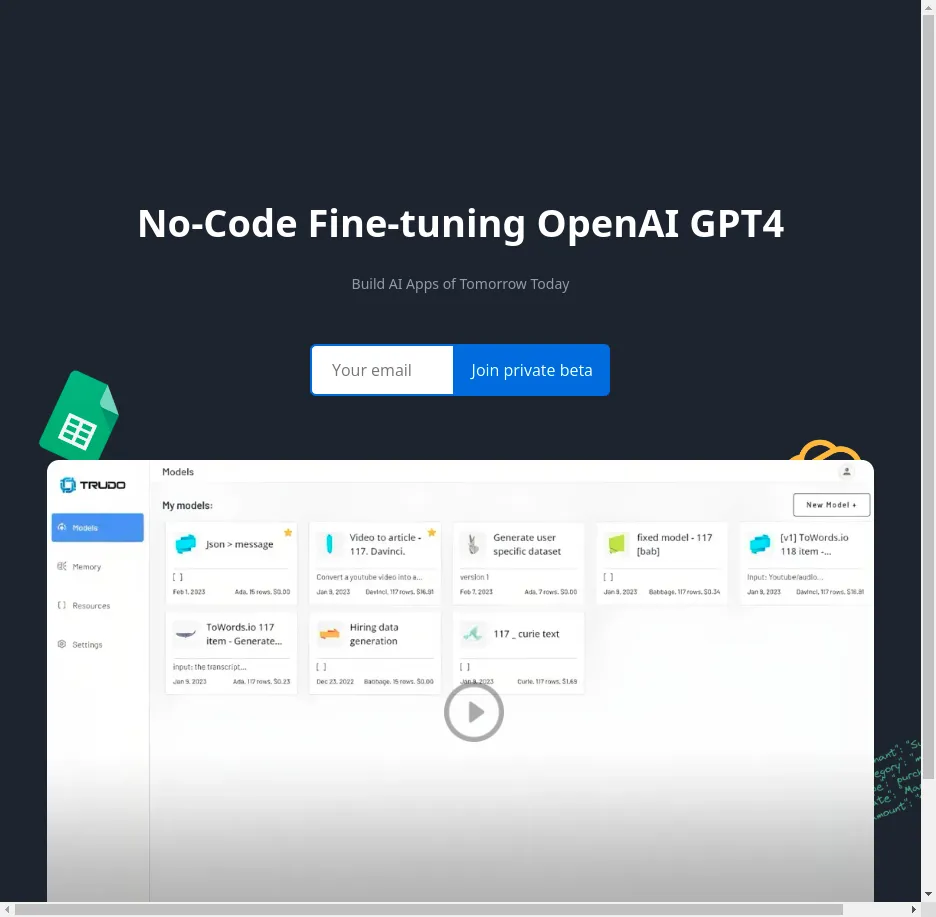 No-Code Fine-tuning OpenAI GPT4
Build AI Apps of Tomorrow Today
Your email
Join private beta
TRUDO
Models
Memory
Resources
Settings
Models
My models:
New Model +
Json > message
[ ]
Feb 1, 2023
Ada, 15 rows, $0.00
Video to article -
117. Davinci.
Convert a youtube video into a...
Jan 9, 2023
Davinci, 117 rows, $16.81
Generate user
specific dataset
version 1
Feb 7, 2023
Ada, 7 rows, $0.00
fixed model - 117
[bab]
[ ]
Jan 9, 2023
Babbage, 117 rows, $0.34
[v1] ToWords.io
118 item -...
Input: Youtube/audio...
Jan 9, 2023
Davinci, 117 rows, $16.81
ToWords.io 117
item - Generate...
input: the transcript...
Jan 9, 2023
Ada, 117 rows, $0.23
Hiring data
generation
[ ]
Dec 23, 2022
Babbage, 15 rows, $0.00
117 _ curie text
[ ]
Jan 9, 2023
Curie, 117 rows, $1.69